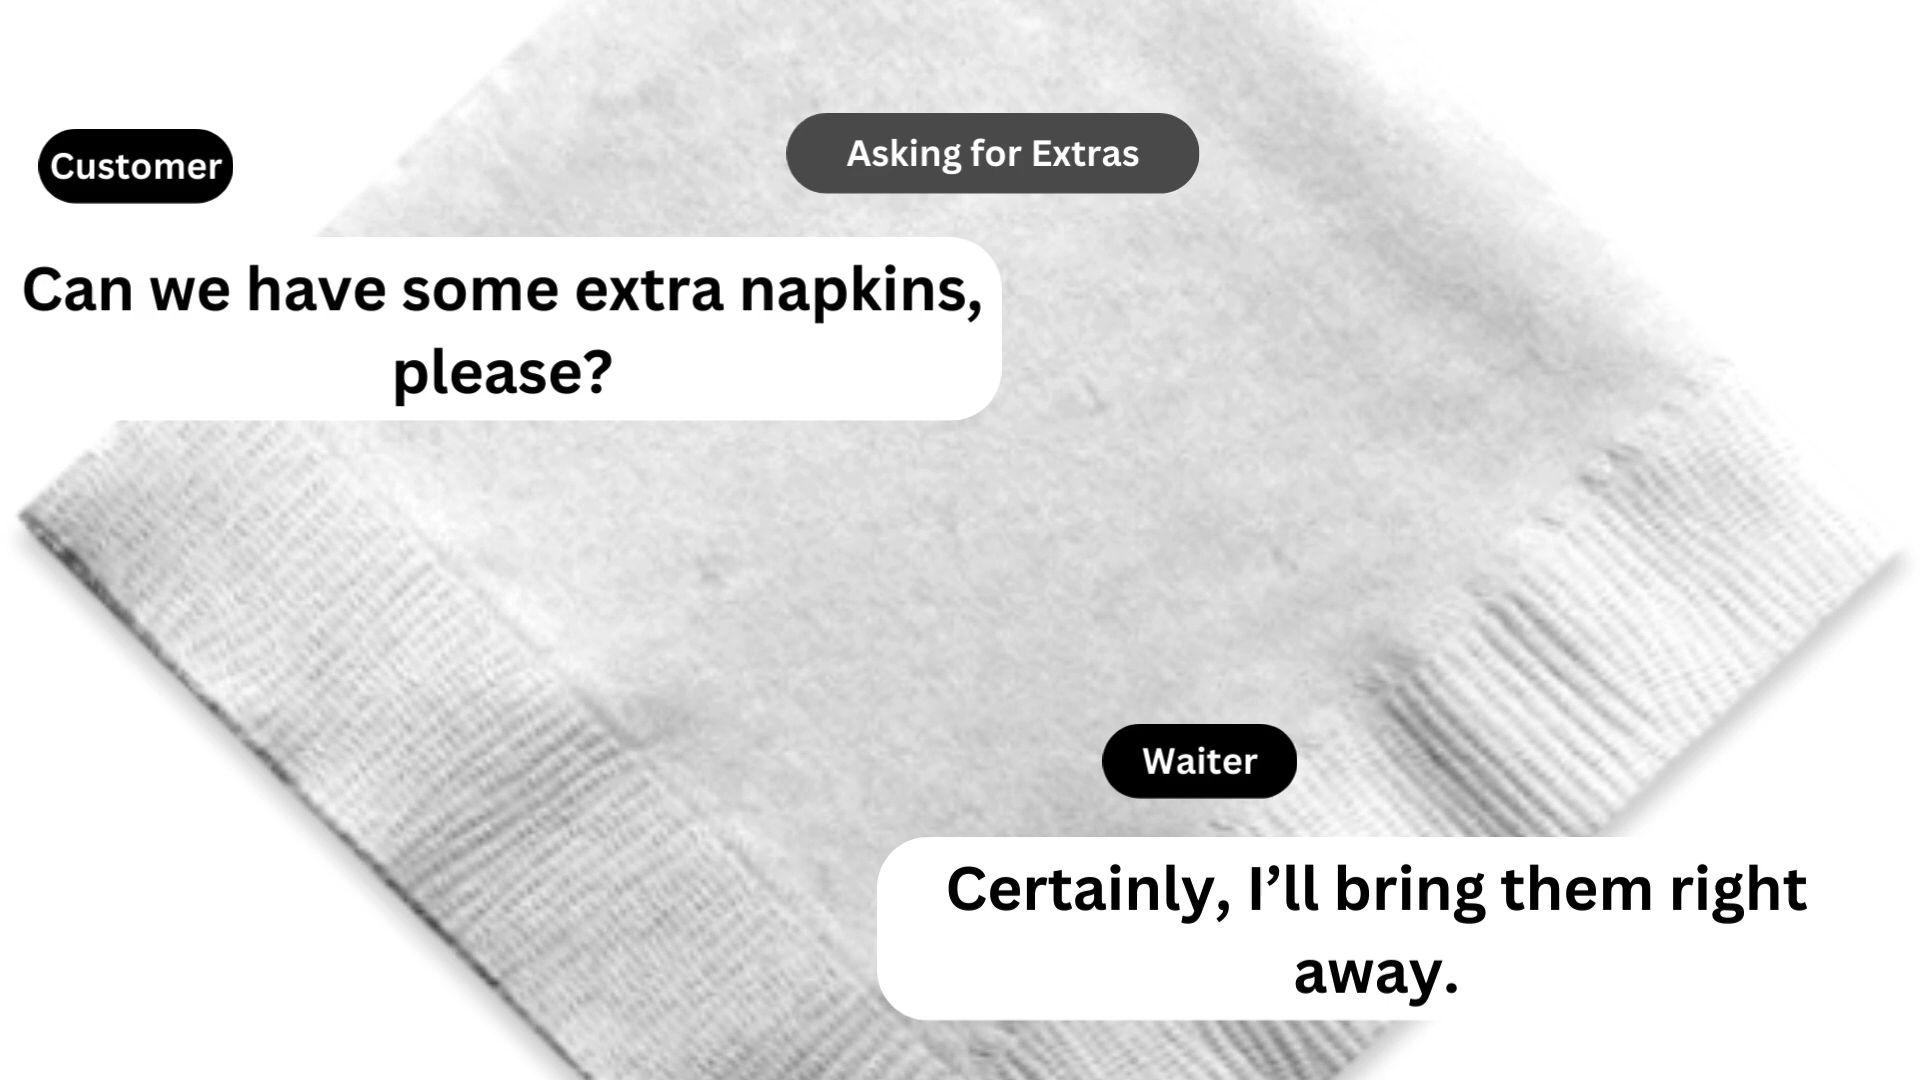 Asking for Extras
Customer
Can we have some extra napkins,
please?
Waiter
Certainly, I’ll bring them right
away.